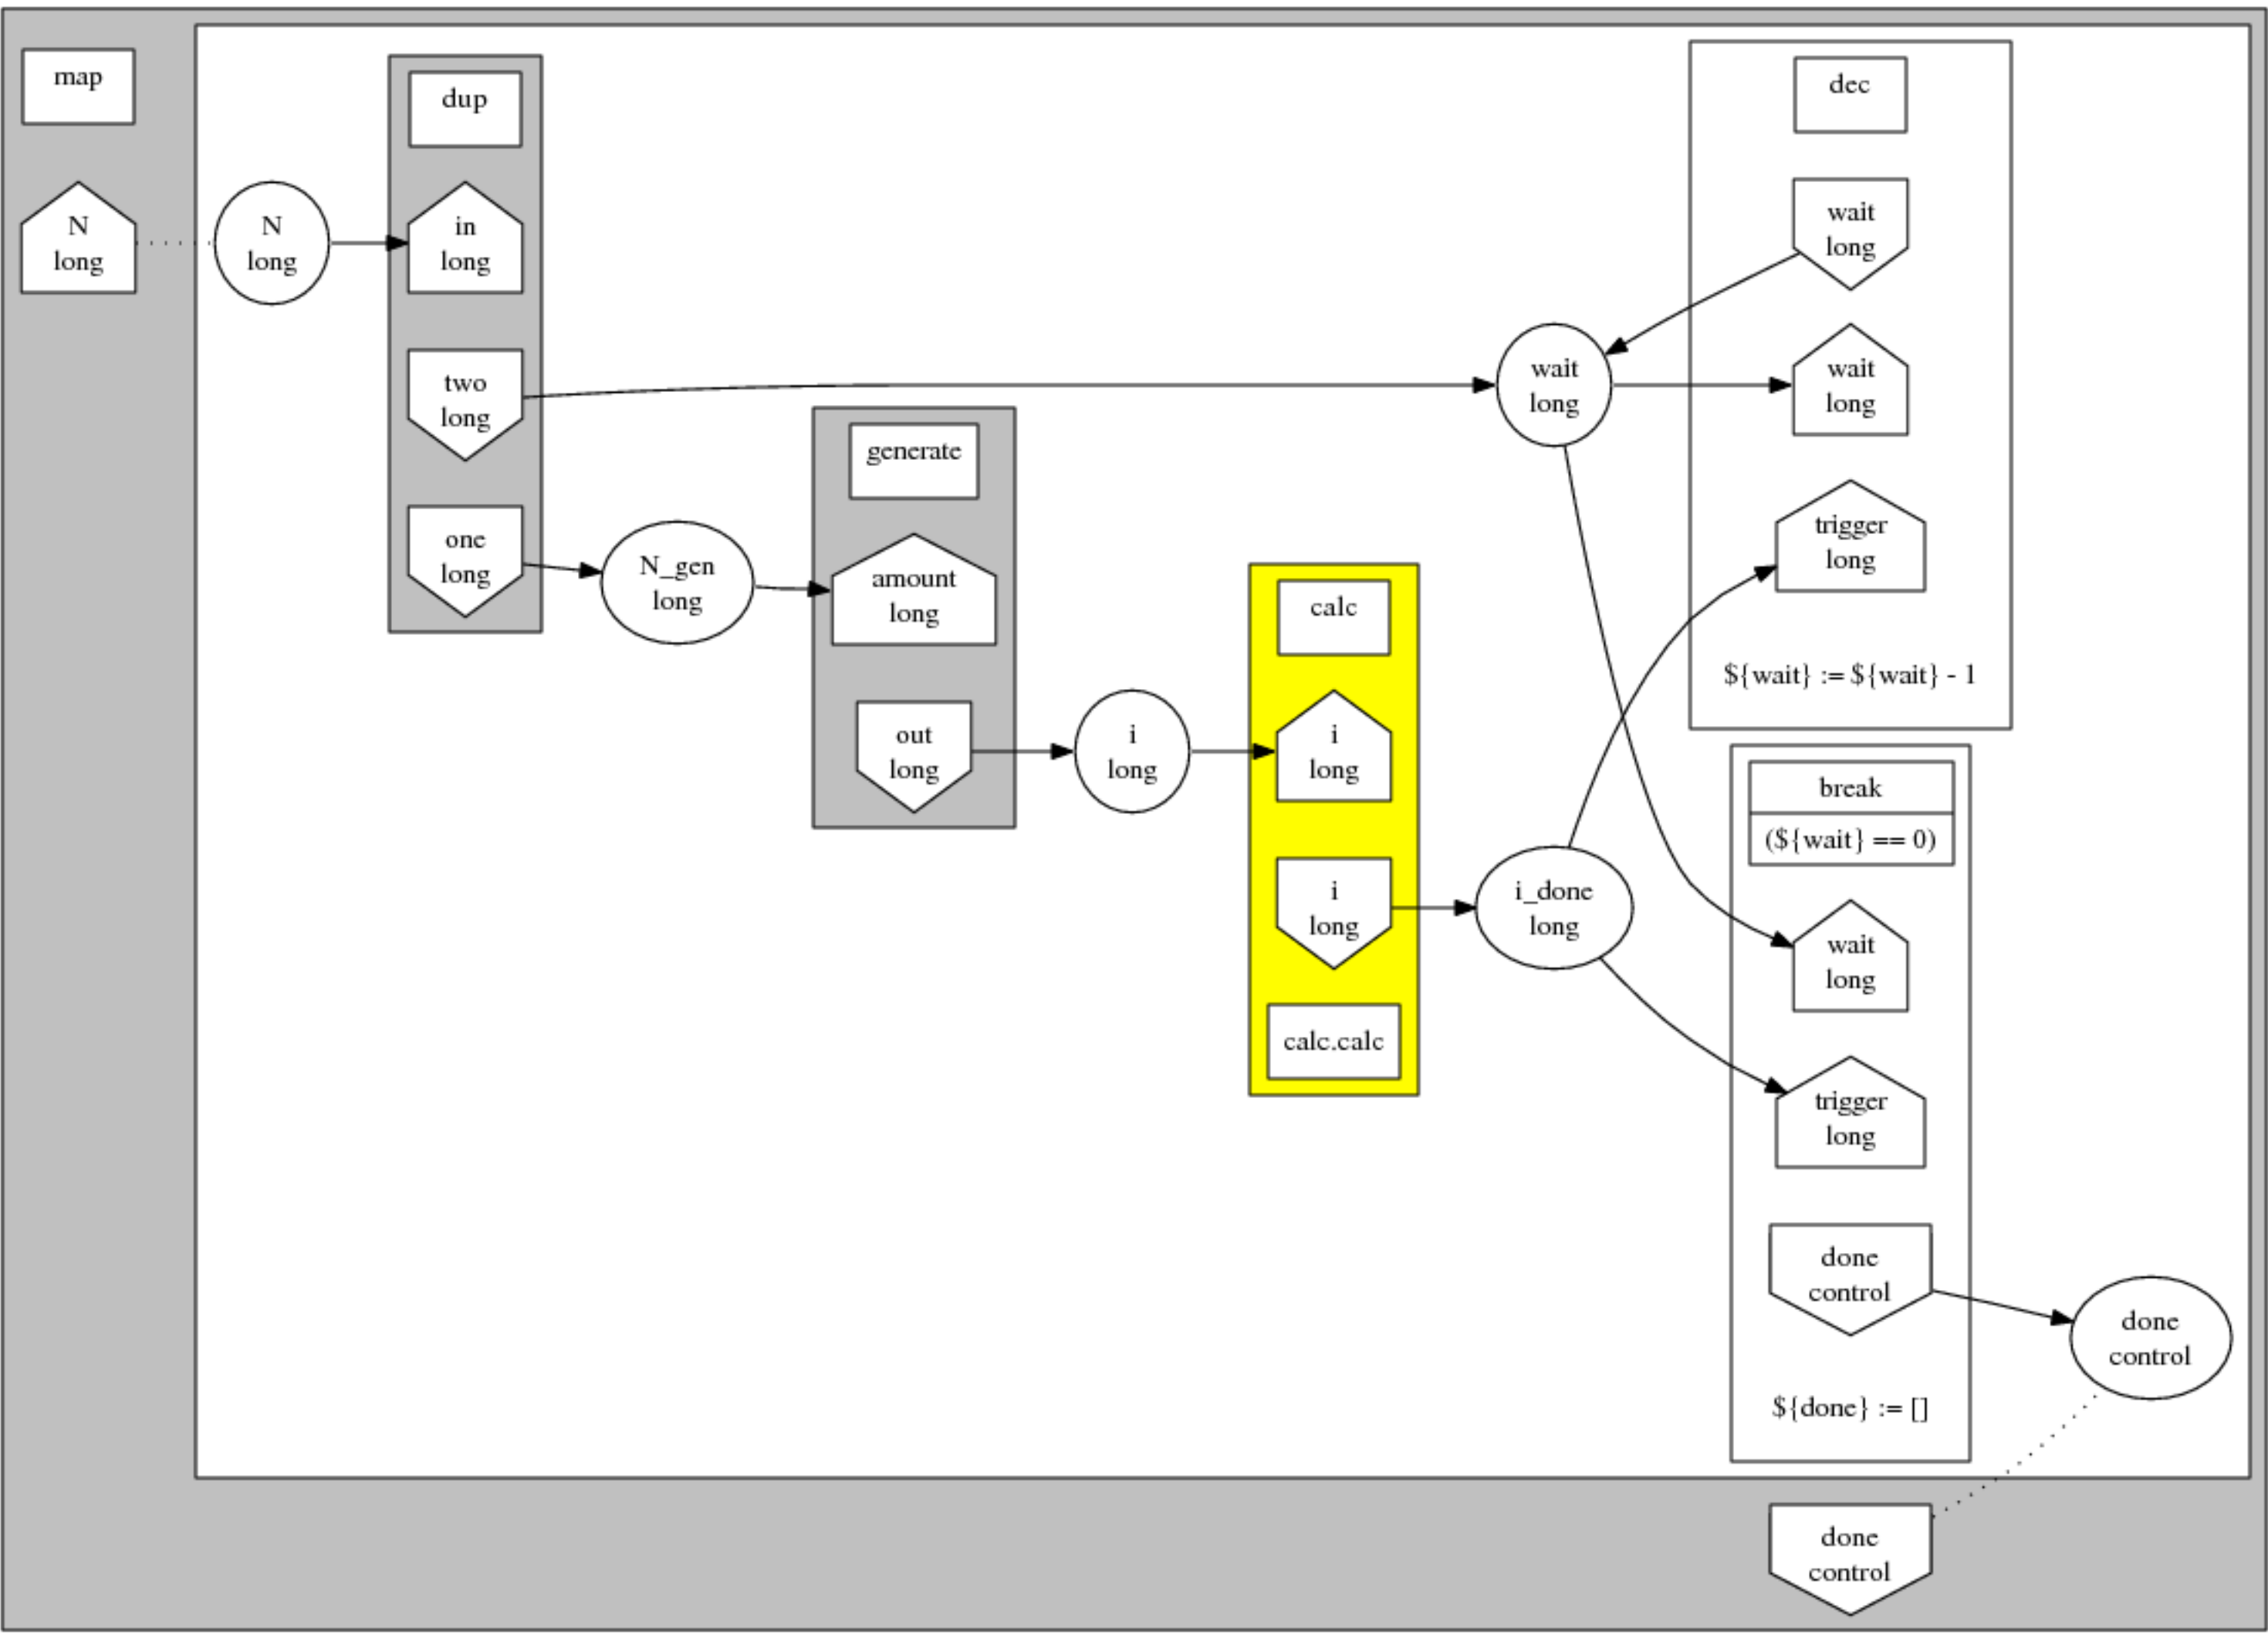 map
N
long
N
long
dup
in
long
two
long
one
long
N_gen
long
generate
amount
long
out
long
i
long
calc
i
long
i
long
calc.calc
wait
long
i_done
long
dec
wait
long
wait
long
trigger
long
${wait} := ${wait} - 1
break
(${wait} == 0)
wait
long
trigger
long
done
control
${done} := []
done
control
done
control